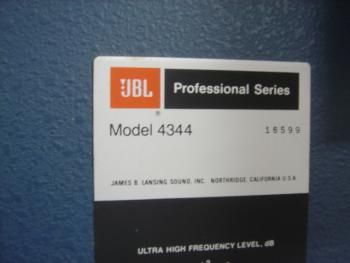 JBL Professional Series
Model 4344 16599
JAMES B LANSING SOUND, INC. NORTHRIDGE, CALIFORNIA U.S.A
ULTRA HIGH FREQUENCY LEVEL, dB